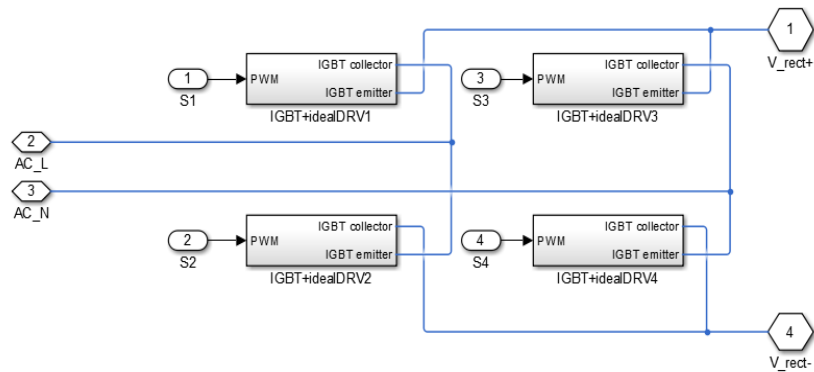 1
V_rect+
1
S1
PWM
IGBT collector
IGBT emitter
IGBT+idealDRV1
3
S3
PWM
IGBT collector
IGBT emitter
IGBT+idealDRV3
2
AC_L
3
AC_N
2
S2
PWM
IGBT collector
IGBT emitter
IGBT+idealDRV2
4
S4
PWM
IGBT collector
IGBT emitter
IGBT+idealDRV4
4
V_rect-